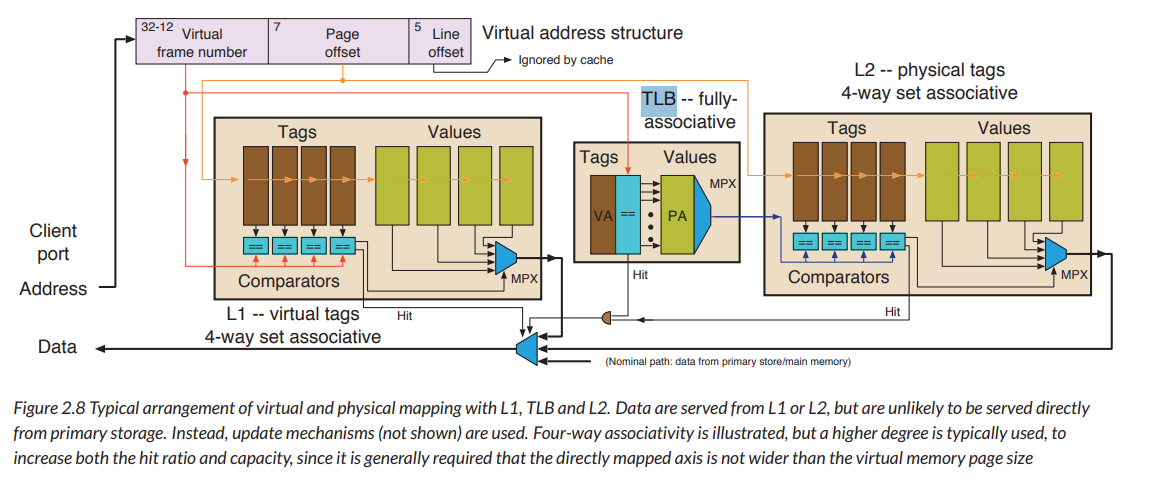 32-12 Virtual
frame number
7 Page
offset
5 Line
offset
Virtual address structure
Ignored by cache
L2 -- physical tags
4-way set associative
TLB -- fully-
associative
Tags
Values
Tags
Values
MPX
VA
==
PA
Tags
Values
Client
port
Address
==
==
==
==
Comparators
MPX
Hit
==
==
==
==
Comparators
MPX
L1 -- virtual tags
4-way set associative
Hit
Hit
Data
(Nominal path: data from primary store/main memory)
Figure 2.8 Typical arrangement of virtual and physical mapping with L1, TLB and L2. Data are served from L1 or L2, but are unlikely to be served directly
from primary storage. Instead, update mechanisms (not shown) are used. Four-way associativity is illustrated, but a higher degree is typically used, to
increase both the hit ratio and capacity, since it is generally required that the directly mapped axis is not wider than the virtual memory page size